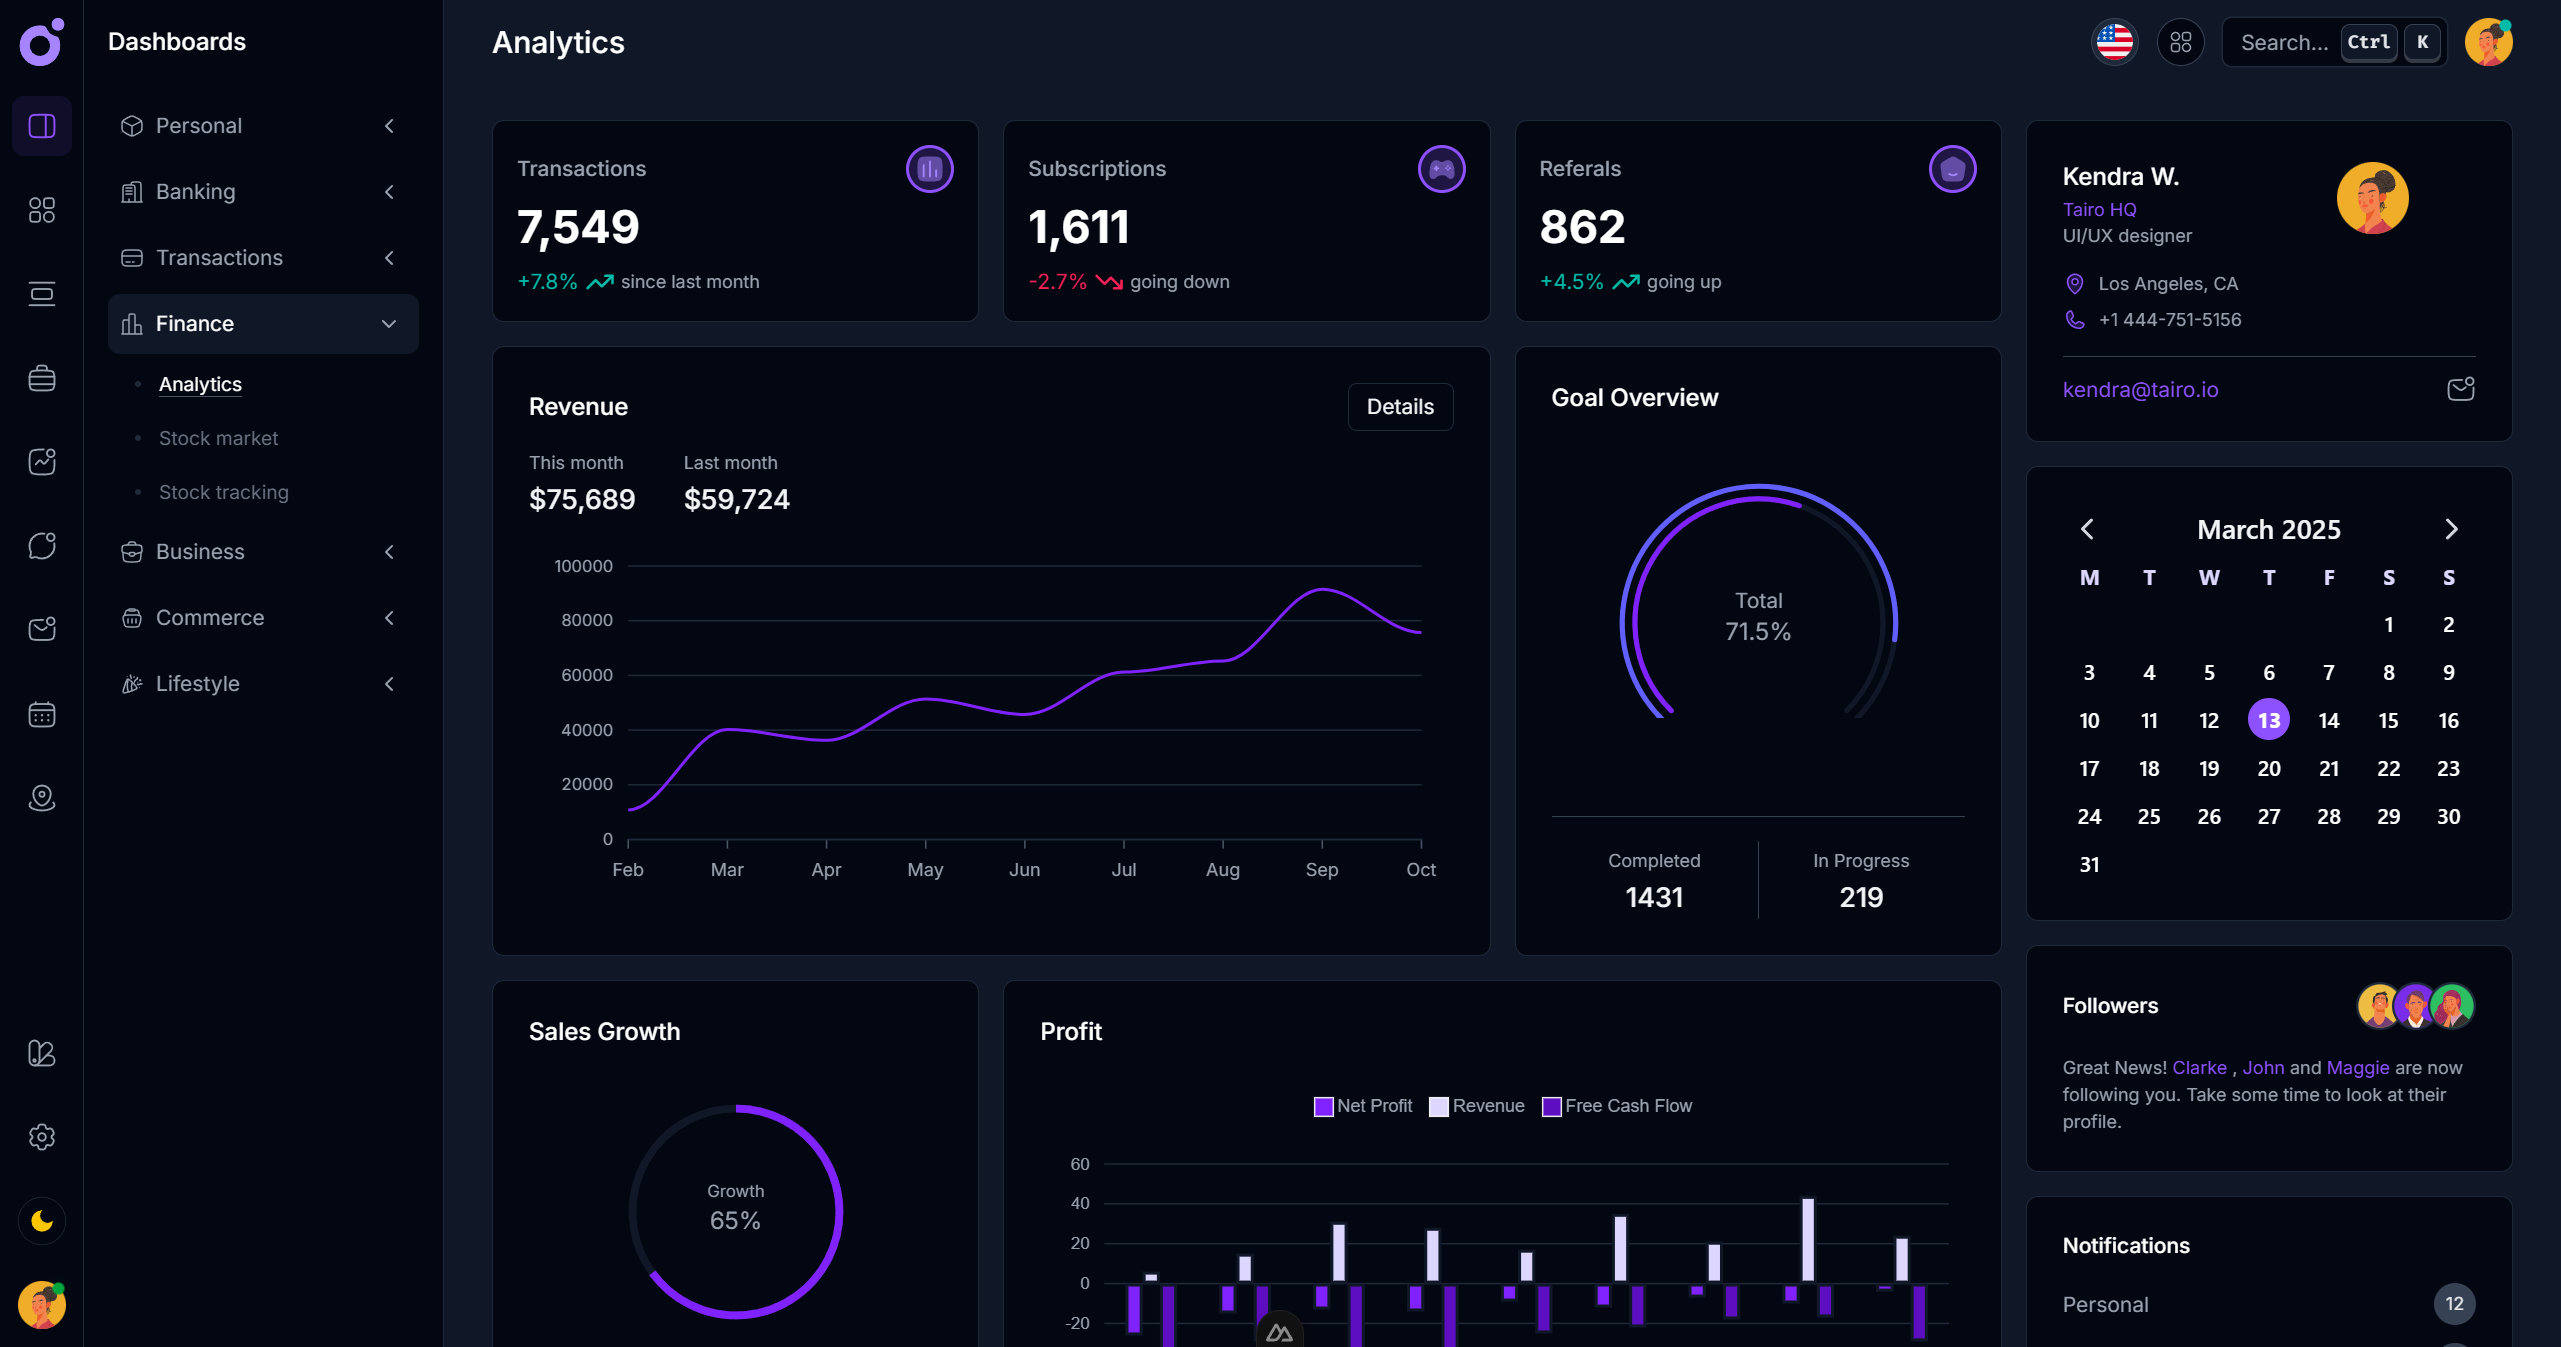 Dashboards
Personal
Banking
Transactions
Finance
Analytics
Stock market
Stock tracking
Business
Commerce
Lifestyle
Analytics
Search... Ctrl K
Transactions
7,549
+7.8% since last month
Subscriptions
1,611
-2.7% going down
Referals
862
+4.5% going up
Revenue
Details
This month Last month
$75,689 $59,724
100000
80000
60000
40000
20000
0
Feb Mar Apr May Jun Jul Aug Sep Oct
Goal Overview
Total
71.5%
Completed In Progress
1431 219
Sales Growth
Growth
65%
Profit
Net Profit Revenue Free Cash Flow
60
40
20
0
-20
Kendra W.
Tairo HQ
UI/UX designer
Los Angeles, CA
+1 444-751-5156
kendra@tairo.io
March 2025
M T W T F S S
1 2
3 4 5 6 7 8 9
10 11 12 13 14 15 16
17 18 19 20 21 22 23
24 25 26 27 28 29 30
31
Followers
Great News! Clarke , John and Maggie are now
following you. Take some time to look at their
profile.
Notifications
Personal 12